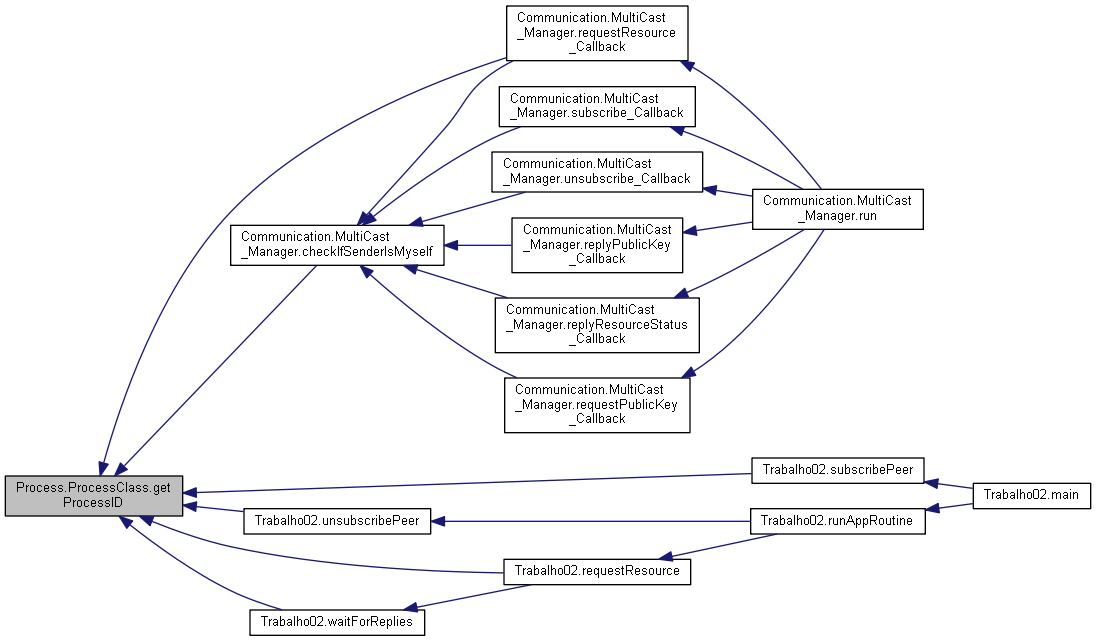 Communication.MultiCast
_Manager.requestResource
_Callback
Communication.MultiCast
_Manager.subscribe_Callback
Communication.MultiCast
_Manager.unsubscribe_Callback
Communication.MultiCast
_Manager.run
Communication.MultiCast
_Manager.checkIfSenderIsMyself
Communication.MultiCast
_Manager.replyPublicKey
_Callback
Communication.MultiCast
_Manager.replyResourceStatus
_Callback
Communication.MultiCast
_Manager.requestPublicKey
_Callback
Process.ProcessClass.get
ProcessID
Trabalho02.subscribePeer
Trabalho02.main
Trabalho02.unsubscribePeer
Trabalho02.runAppRoutine
Trabalho02.requestResource
Trabalho02.waitForReplies